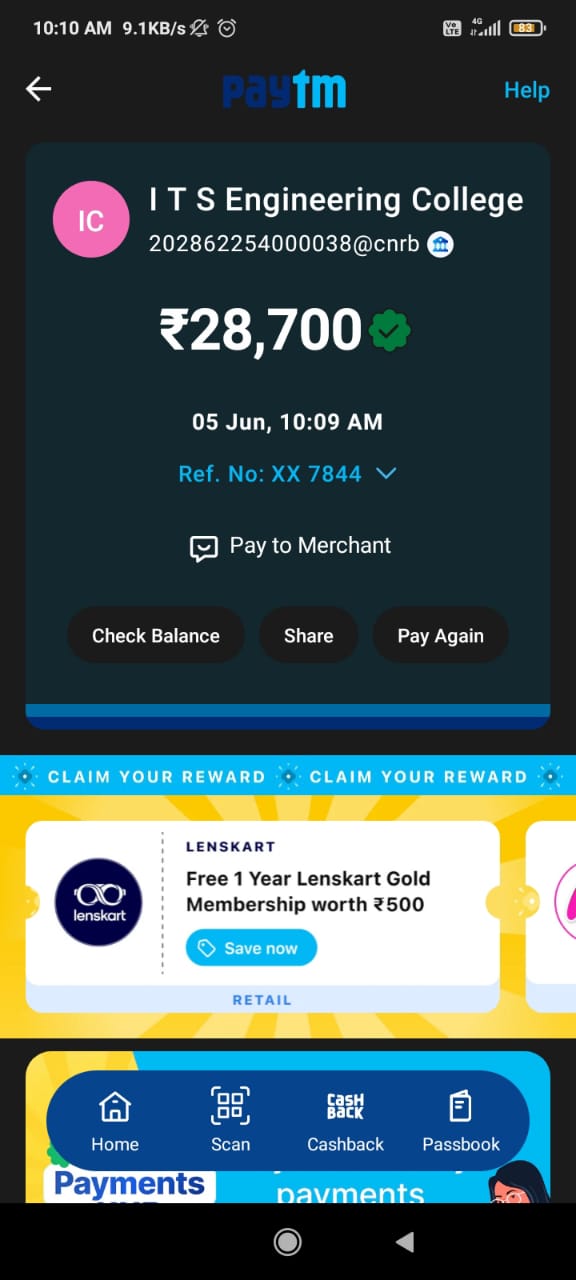 10:10 AM 9.1KB/s Vo LTE 4G 83
paytm Help
IC
I T S Engineering College
202862254000038@cnrb
₹28,700
05 Jun, 10:09 AM
Ref. No: XX 7844
Pay to Merchant
Check Balance Share Pay Again
CLAIM YOUR REWARD CLAIM YOUR REWARD
LENSKART
Free 1 Year Lenskart Gold
Membership worth ₹500
lenskart
Save now
RETAIL
CASH
BACK
Home Scan Cashback Passbook
Payments
payments